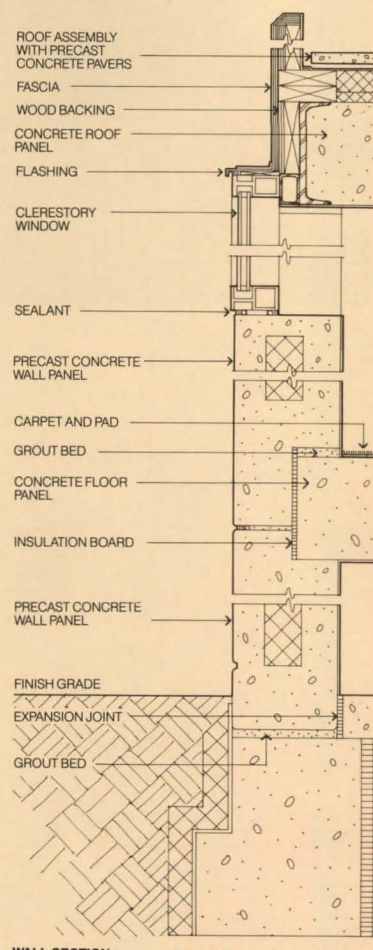 ROOF ASSEMBLY
WITH PRECAST
CONCRETE PAVERS
FASCIA
WOOD BACKING
CONCRETE ROOF
PANEL
FLASHING
CLERESTORY
WINDOW
SEALANT
PRECAST CONCRETE
WALL PANEL
CARPET AND PAD
GROUT BED
CONCRETE FLOOR
PANEL
INSULATION BOARD
PRECAST CONCRETE
WALL PANEL
FINISH GRADE
EXPANSION JOINT
GROUT BED
WALL SECTION